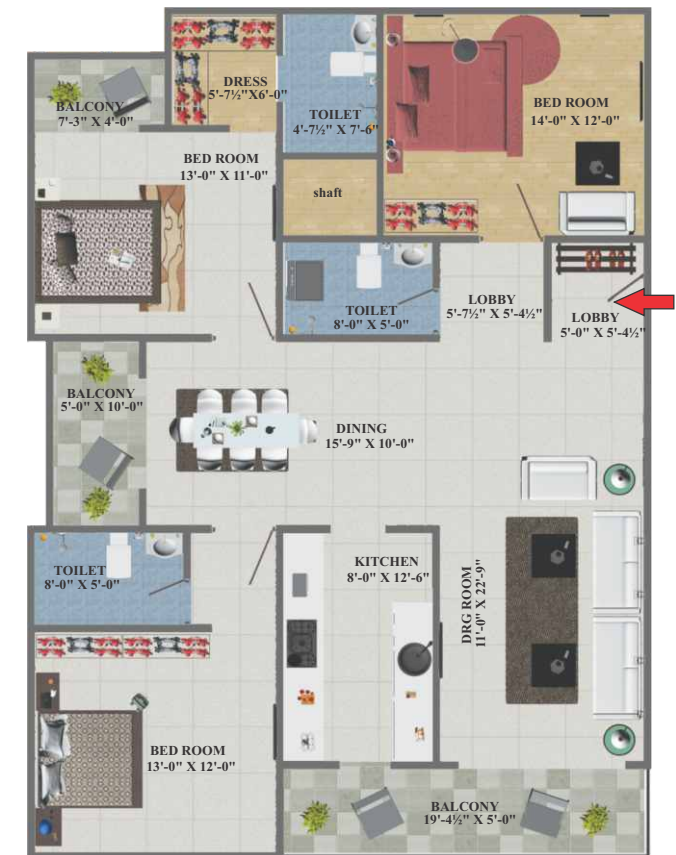 DRESS
5'-7½"X6'-0"
BALCONY
7'-3" X 4'-0"
TOILET
4'-7½" X 7'-6"
BED ROOM
14'-0" X 12'-0"
BED ROOM
13'-0" X 11'-0"
shaft
TOILET
8'-0" X 5'-0"
LOBBY
5'-7½" X 5'-4½"
LOBBY
5'-0" X 5'-4½"
BALCONY
5'-0" X 10'-0"
DINING
15'-9" X 10'-0"
TOILET
8'-0" X 5'-0"
KITCHEN
8'-0" X 12'-6"
DRG ROOM
11'-0" X 22'-9"
BED ROOM
13'-0" X 12'-0"
BALCONY
19'-4½" X 5'-0"